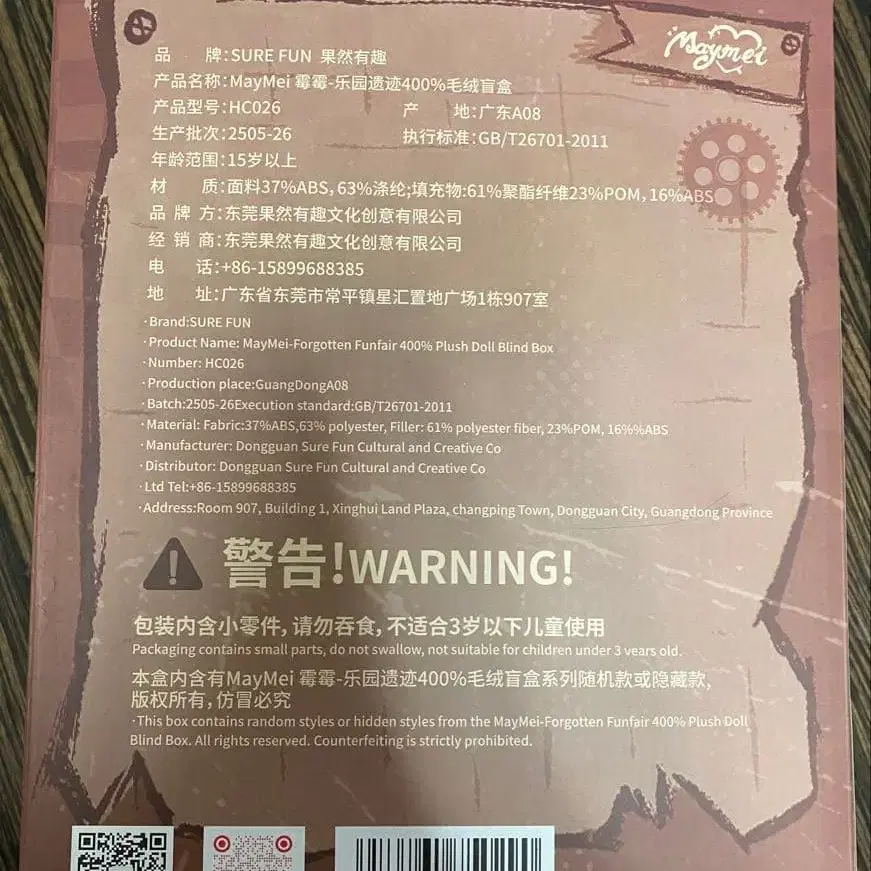 Maymei
品 牌:SURE FUN 果然有趣
产品名称:MayMei 霉霉-乐园遗迹400%毛绒盲盒
产品型号:HC026 产 地:广东A08
生产批次:2505-26 执行标准:GB/T26701-2011
年龄范围:15岁以上
材 质:面料37%ABS,63%涤纶;填充物:61%聚酯纤维23%POM,16%ABS
品 牌 方:东莞果然有趣文化创意有限公司
经 销 商:东莞果然有趣文化创意有限公司
电 话:+86-15899688385
地 址:广东省东莞市常平镇星汇置地广场1栋907室
·Brand:SURE FUN
·Product Name: MayMei-Forgotten Funfair 400% Plush Doll Blind Box
·Number: HC026
·Production place:GuangDongA08
·Batch:2505-26Execution standard:GB/T26701-2011
·Material: Fabric:37%ABS,63% polyester, Filler: 61% polyester fiber, 23%POM, 16%%ABS
·Manufacturer: Dongguan Sure Fun Cultural and Creative Co
·Distributor: Dongguan Sure Fun Cultural and Creative Co
·Ltd Tel:+86-15899688385
·Address:Room 907, Building 1, Xinghui Land Plaza, changping Town, Dongguan City, Guangdong Province
警告!WARNING!
包装内含小零件,请勿吞食,不适合3岁以下儿童使用
Packaging contains small parts, do not swallow, not suitable for children under 3 years old.
本盒内含有MayMei 霉霉-乐园遗迹400%毛绒盲盒系列随机款或隐藏款,
版权所有,仿冒必究
·This box contains random styles or hidden styles from the MayMei-Forgotten Funfair 400% Plush Doll
Blind Box. All rights reserved. Counterfeiting is strictly prohibited.